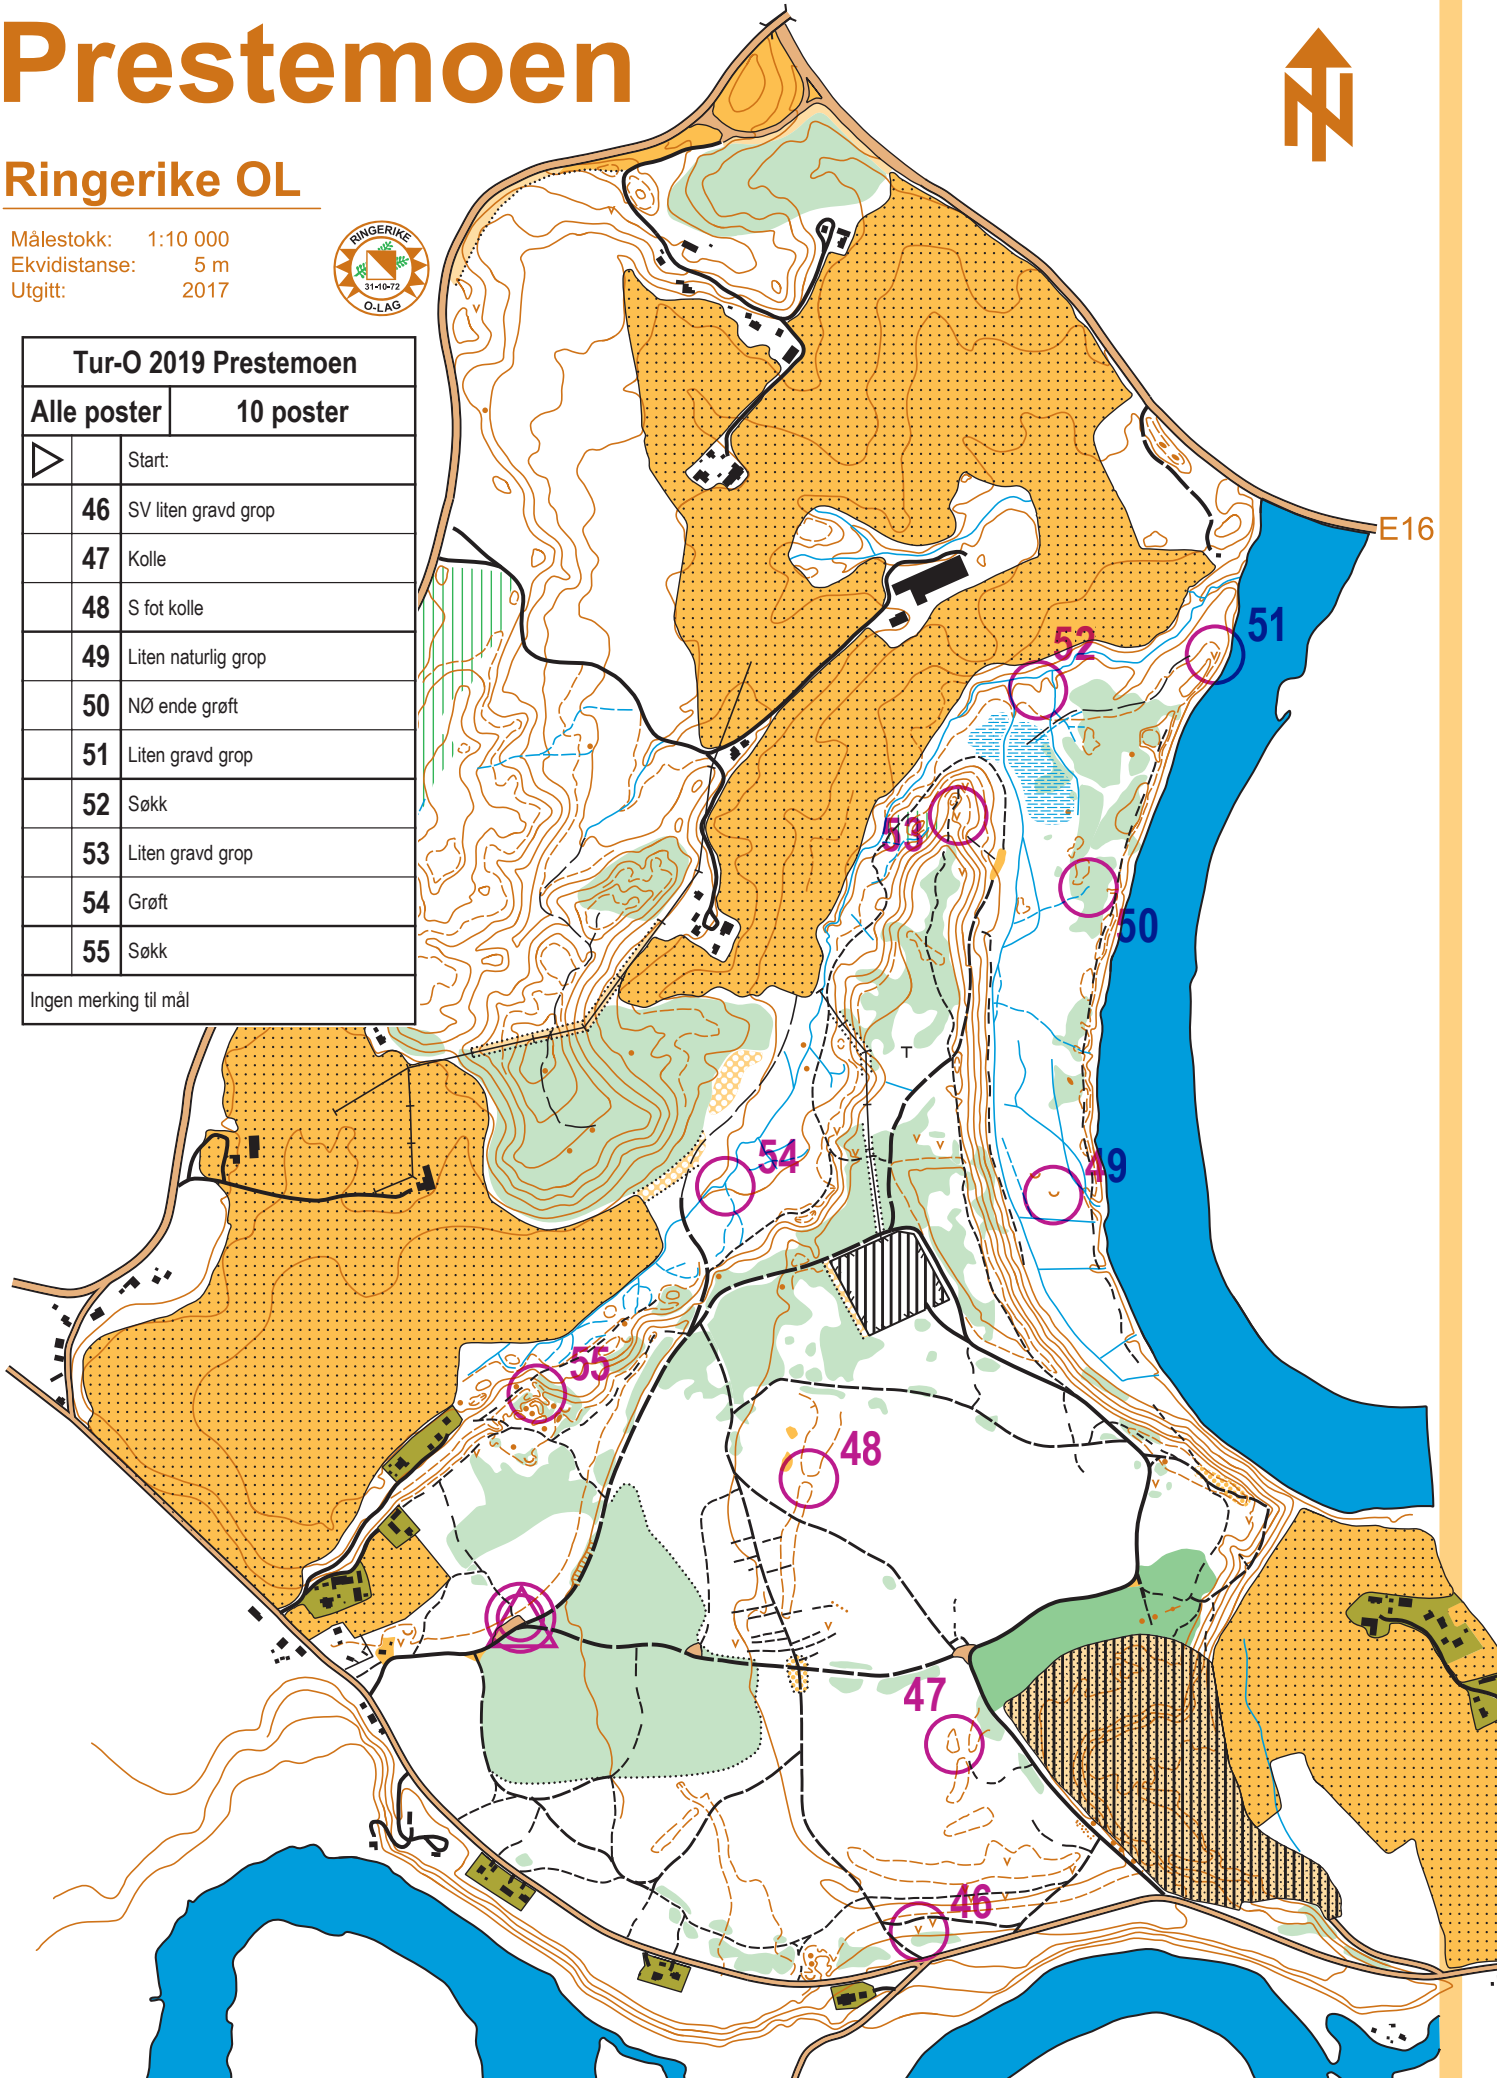 Prestemoen
Ringerike OL
Målestokk: 1:10 000
Ekvidistanse: 5 m
Utgitt: 2017
RINGERIKE
31-10-72
O-LAG
N
Tur-O 2019 Prestemoen
Alle poster 10 poster
Start:
46 SV liten gravd grop
47 Kolle
48 S fot kolle
49 Liten naturlig grop
50 NØ ende grøft
51 Liten gravd grop
52 Søkk
53 Liten gravd grop
54 Grøft
55 Søkk
Ingen merking til mål
E16
51
52
53
50
54
49
55
48
47
46